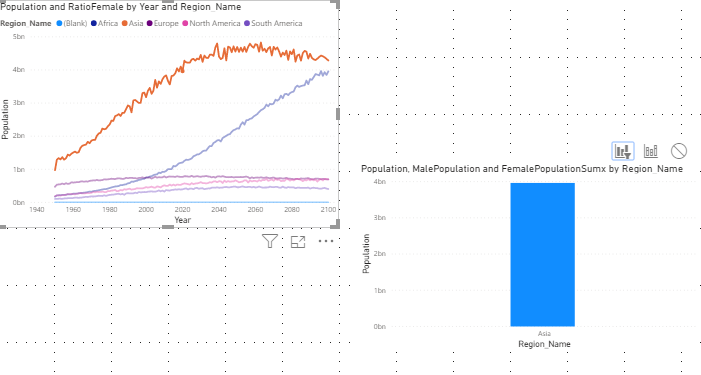 Population and RatioFemale by Year and Region_Name
Region_Name (Blank) Africa Asia Europe North America South America
5bn
4bn
3bn
2bn
1bn
0bn
Population
1940 1960 1980 2000 2020 2040 2060 2080 2100
Year
Population, MalePopulation and FemalePopulationSumx by Region_Name
4bn
3bn
2bn
1bn
0bn
Population
Asia
Region_Name